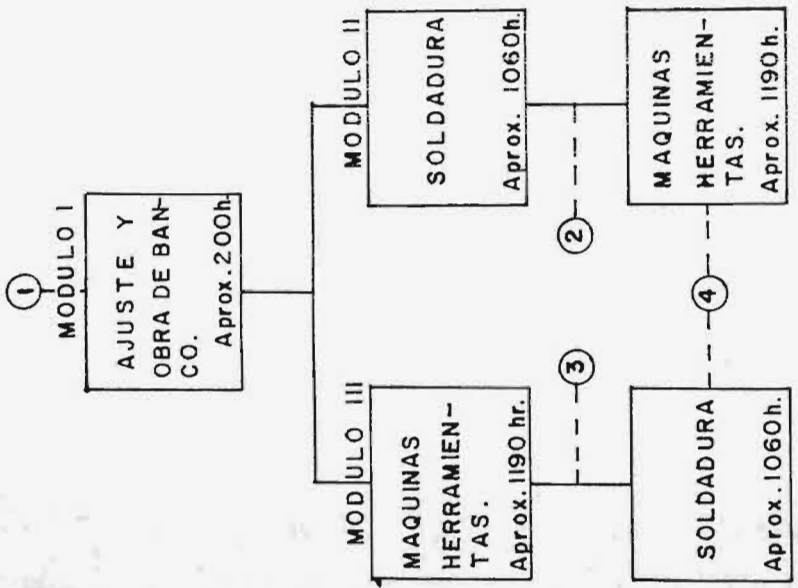 1
MODULO I
AJUSTE Y
OBRA DE BAN-
CO.
Aprox. 200h.
MODULO III
MAQUINAS
HERRAMIEN-
TAS.
Aprox. 1190 hr.
MODULO II
SOLDADURA
Aprox. 1060h.
3
2
SOLDADURA
Aprox. 1060h.
4
MAQUINAS
HERRAMIEN-
TAS.
Aprox. 1190h.